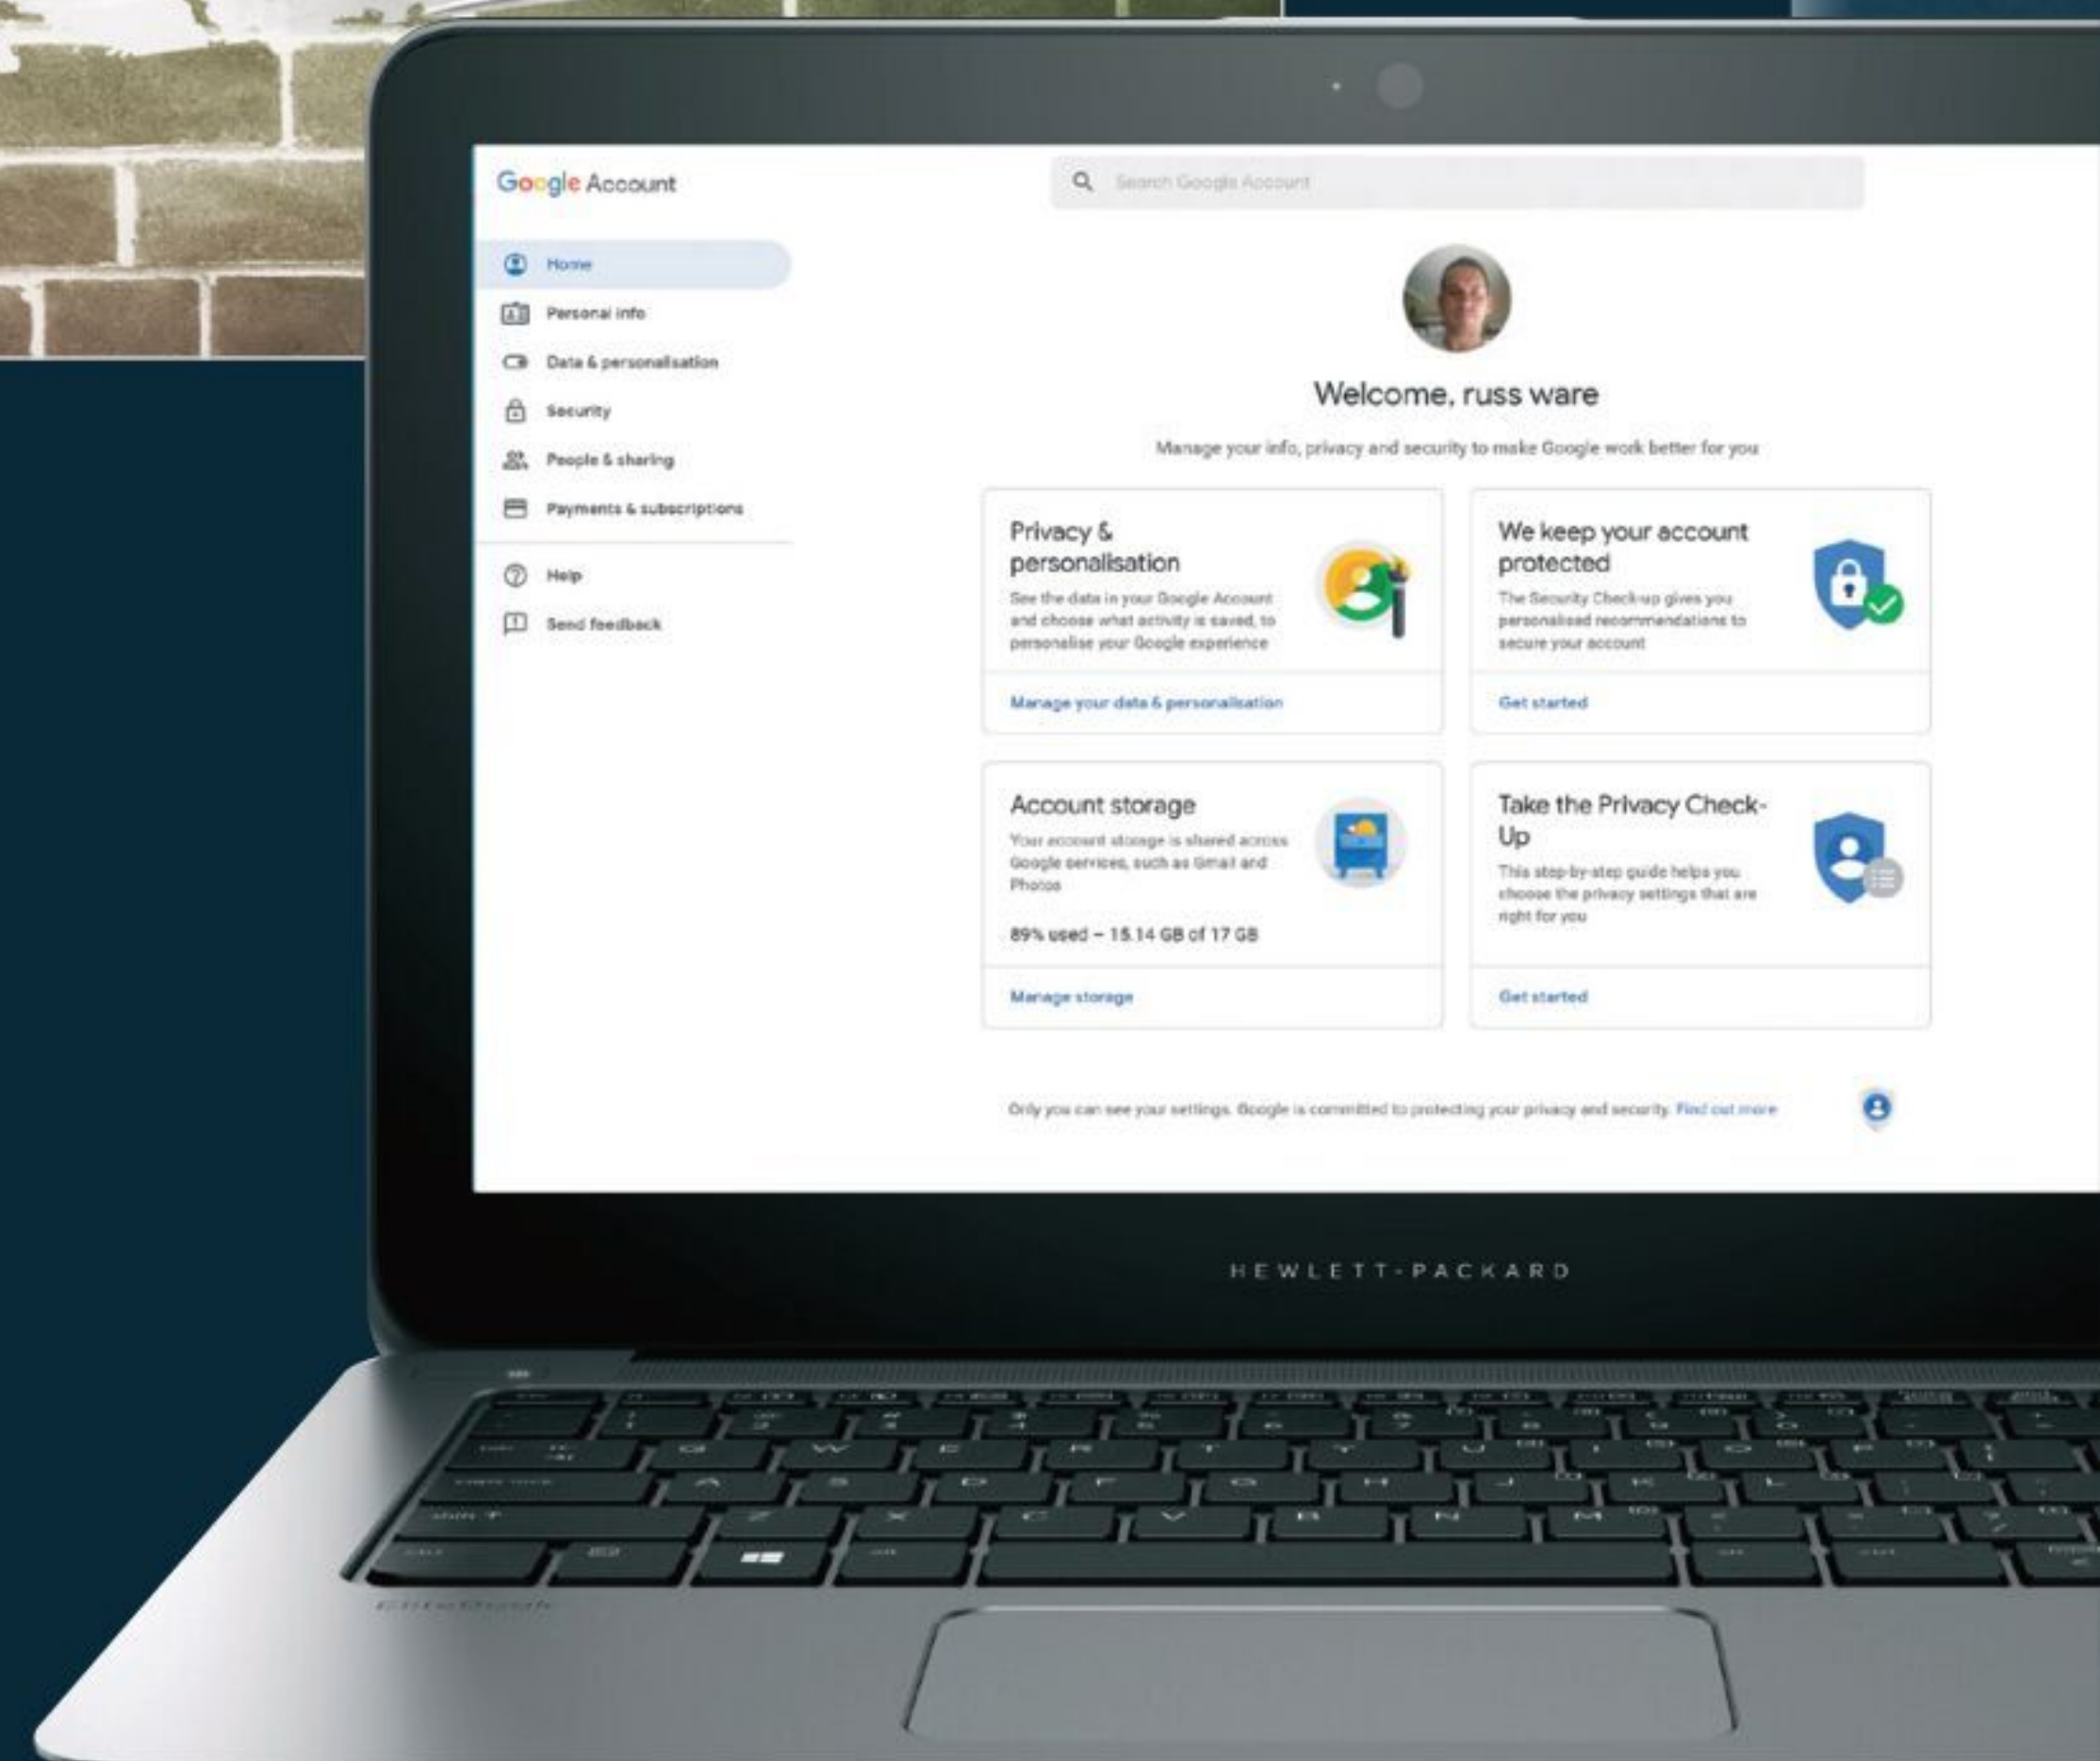 Google Account
Search Google Account
Home
Personal info
Data & personalisation
Security
People & sharing
Payments & subscriptions
Help
Send feedback
Welcome, russ ware
Manage your info, privacy and security to make Google work better for you
Privacy &
personalisation
See the data in your Google Account
and choose what activity is saved, to
personalise your Google experience
Manage your data & personalisation
We keep your account
protected
The Security Check-up gives you
personalised recommendations to
secure your account
Get started
Account storage
Your account storage is shared across
Google services, such as Gmail and
Photos
89% used – 15.14 GB of 17 GB
Manage storage
Take the Privacy Check-
Up
This step-by-step guide helps you
choose the privacy settings that are
right for you
Get started
Only you can see your settings. Google is committed to protecting your privacy and security. Find out more
HEWLETT-PACKARD
Q W E R T Y U I O P
A S D F G H J K L
shift Z X C V B N M
EliteBook